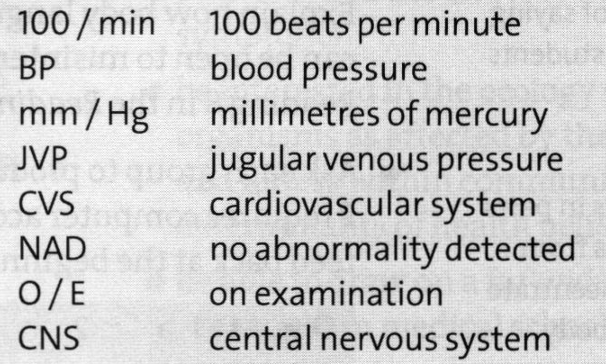 100 / min 100 beats per minute
BP blood pressure
mm / Hg millimetres of mercury
JVP jugular venous pressure
CVS cardiovascular system
NAD no abnormality detected
O / E on examination
CNS central nervous system